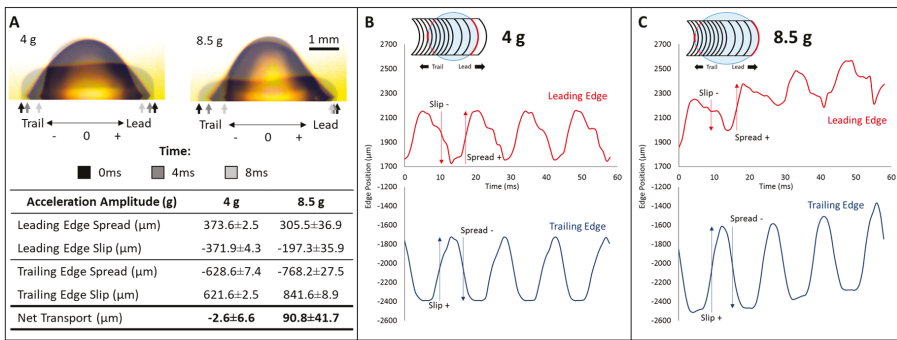 A
4 g
8.5 g
1 mm
Trail
Lead
- 0 +
Trail
Lead
- 0 +
Time:
0ms 4ms 8ms
Acceleration Amplitude (g) 4 g 8.5 g
Leading Edge Spread (μm) 373.6±2.5 305.5±36.9
Leading Edge Slip (μm) -371.9±4.3 -197.3±35.9
Trailing Edge Spread (μm) -628.6±7.4 -768.2±27.5
Trailing Edge Slip (μm) 621.6±2.5 841.6±8.9
Net Transport (μm) -2.6±6.6 90.8±41.7
B
4 g
Trail Lead
2700
2500
2300
2100
1900
1700
Slip -
Spread +
Leading Edge
0 10 20 30 40 50 60
Time (ms)
Edge Position (μm)
-1200
-1400
-1600
-1800
-2000
-2200
-2400
-2600
Spread -
Trailing Edge
Slip +
C
8.5 g
Trail Lead
2700
2500
2300
2100
1900
1700
Slip -
Spread +
Leading Edge
0 10 20 30 40 50 60
Time (ms)
Edge Position (μm)
-1200
-1400
-1600
-1800
-2000
-2200
-2400
-2600
Spread -
Trailing Edge
Slip +